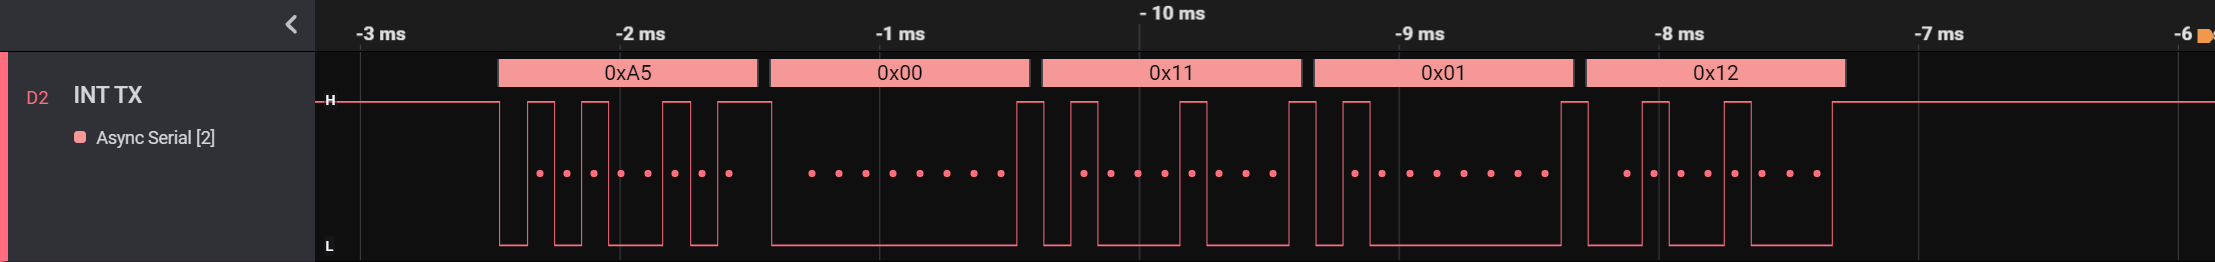 - 10 ms
-3 ms -2 ms -1 ms -9 ms -8 ms -7 ms -6
0xA5 0x00 0x11 0x01 0x12
D2 INT TX H
Async Serial [2]
L